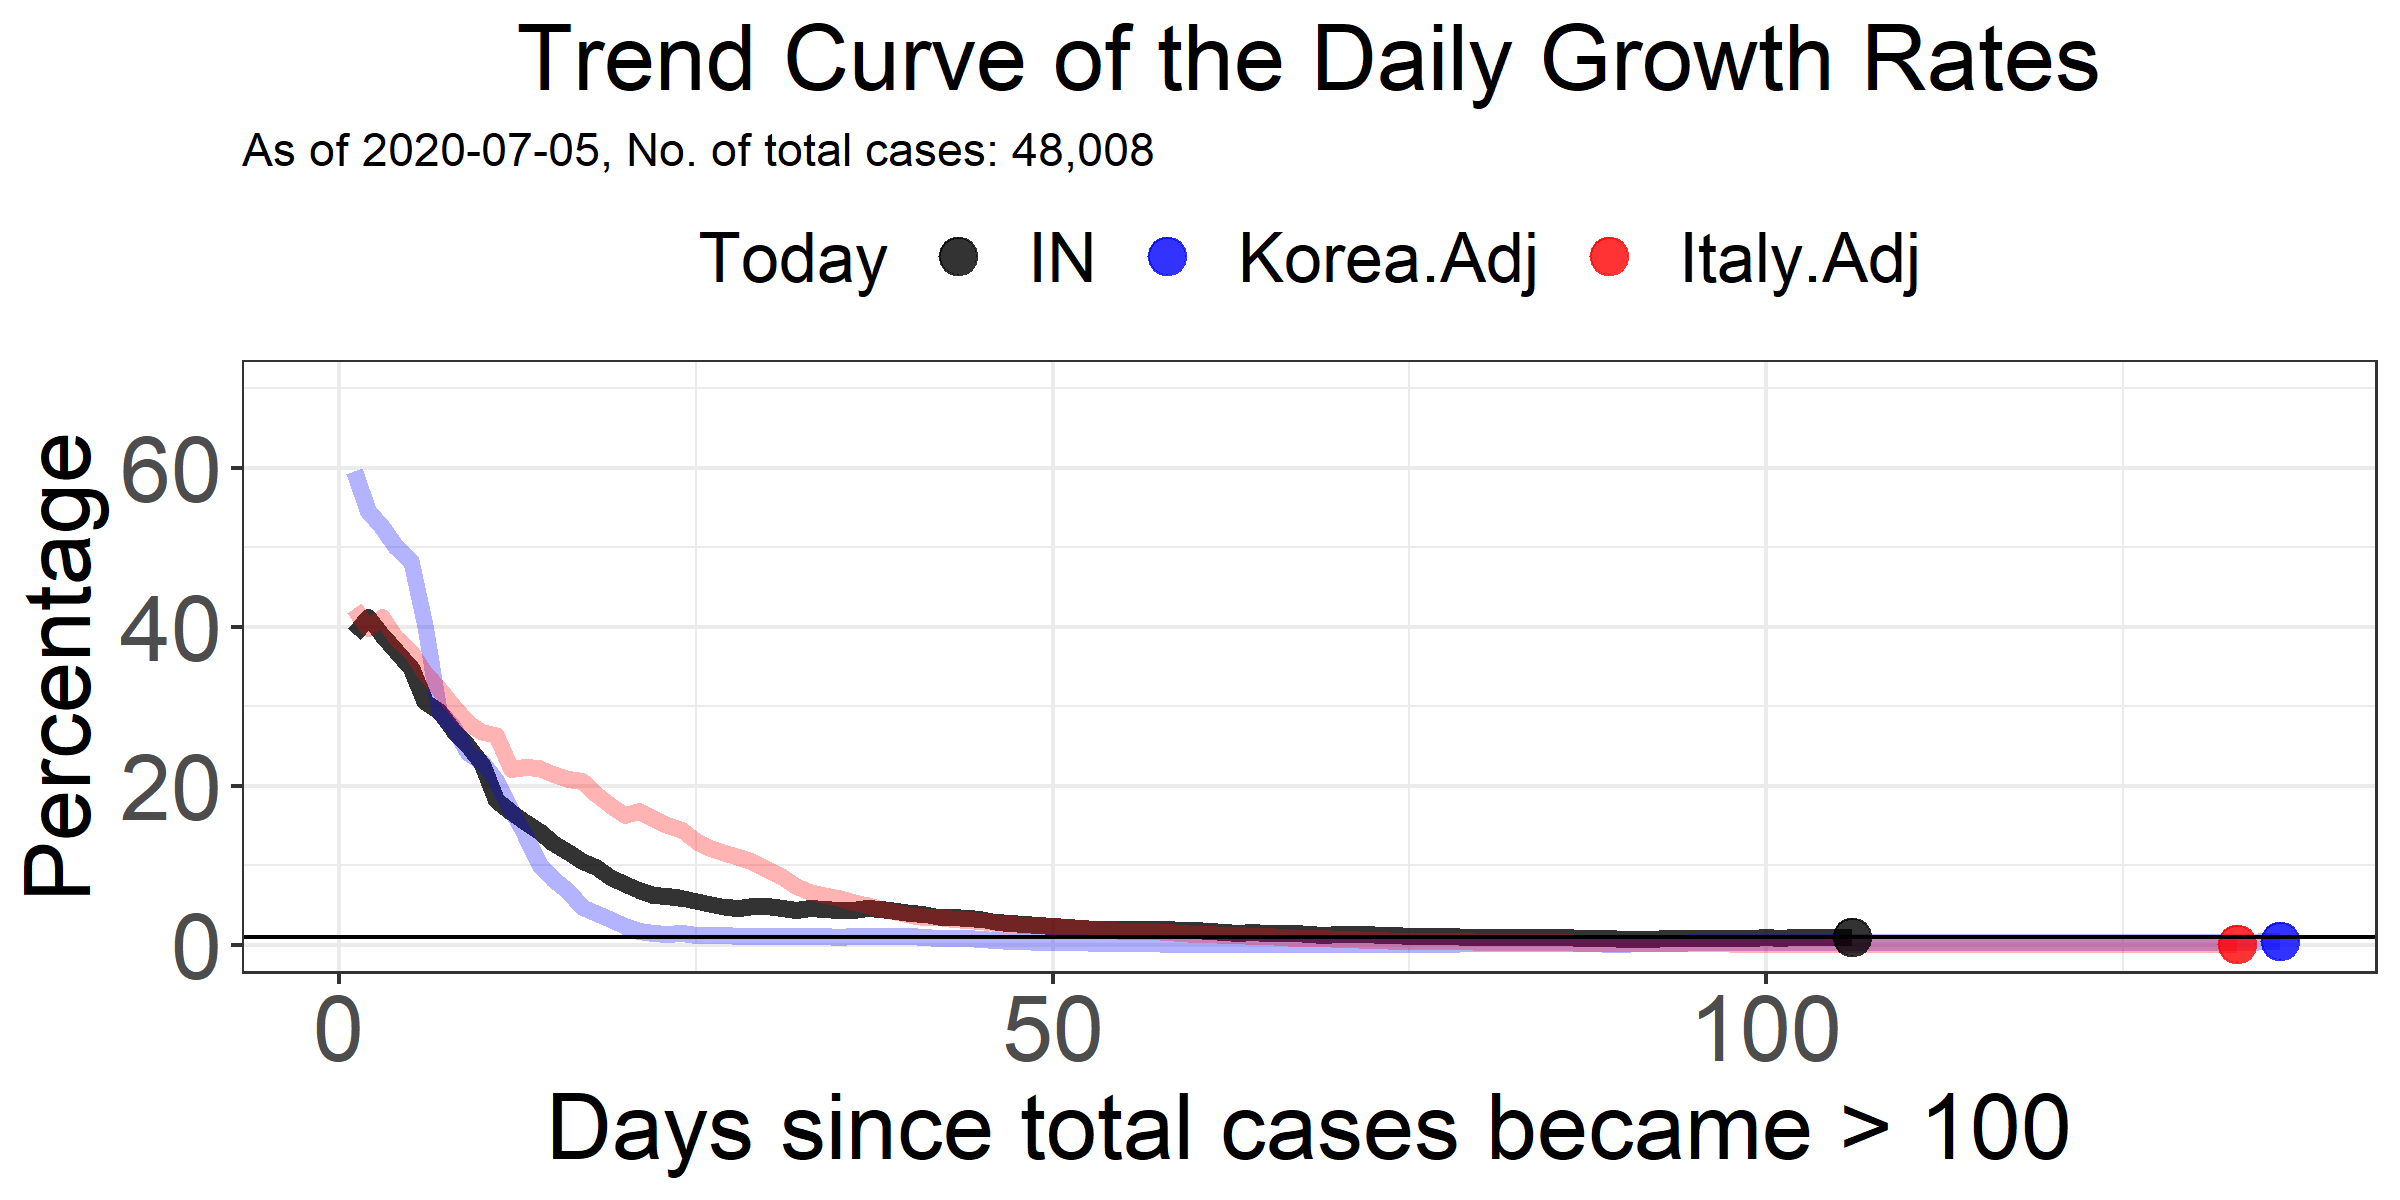 Trend Curve of the Daily Growth Rates
As of 2020-07-05, No. of total cases: 48,008
Today IN Korea.Adj Italy.Adj
Percentage
60
40
20
0
0 50 100
Days since total cases became > 100